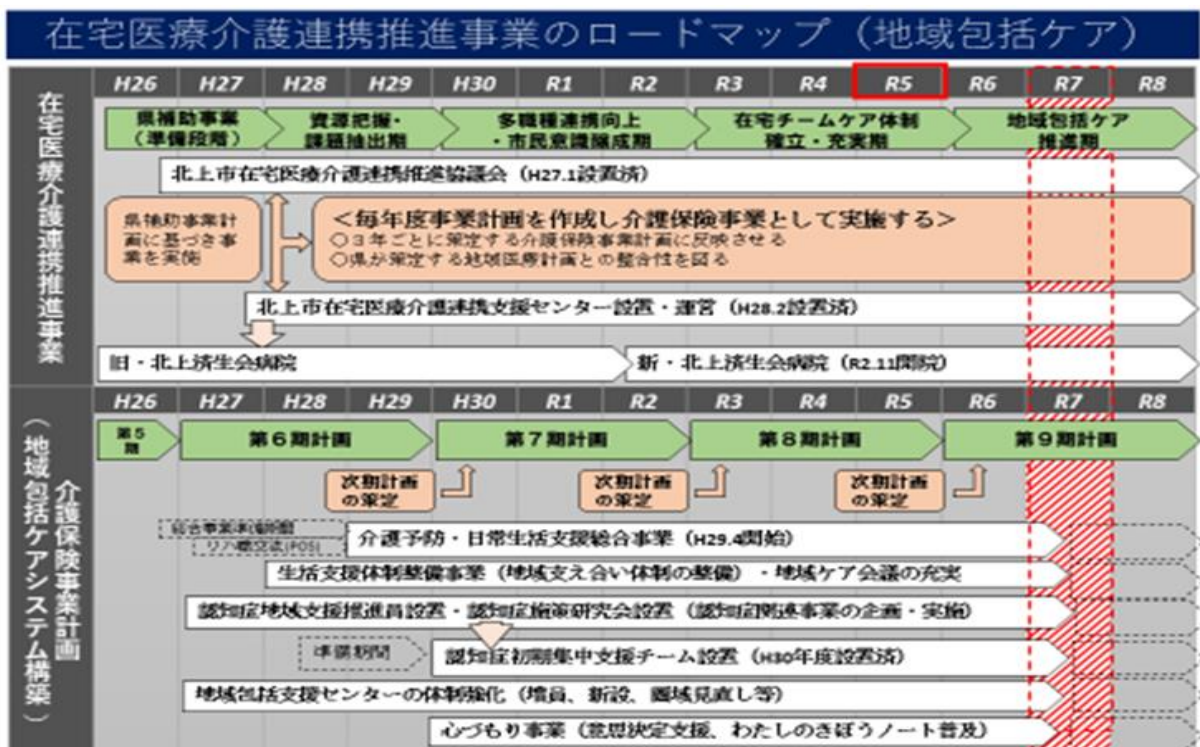 在宅医療介護連携推進事業のロードマップ（地域包括ケア）
在宅医療介護連携推進事業
H26 H27 H28 H29 H30 R1 R2 R3 R4 R5 R6 R7 R8
県補助事業
（準備段階）
資源把握・
課題抽出期
多職種連携向上
・市民意識醸成期
在宅チームケア体制
確立・充実期
地域包括ケア
推進期
北上市在宅医療介護連携推進協議会（H27.1設置済）
県補助事業計
画に基づき事
業を実施
＜毎年度事業計画を作成し介護保険事業として実施する＞
○３年ごとに策定する介護保険事業計画に反映させる
○県が策定する地域医療計画との整合性を図る
北上市在宅医療介護連携支援センター設置・運営（H28.2設置済）
旧・北上済生会病院
新・北上済生会病院（R2.11開院）
介護保険事業計画
（地域包括ケアシステム構築）
H26 H27 H28 H29 H30 R1 R2 R3 R4 R5 R6 R7 R8
第５
期
第６期計画
第７期計画
第８期計画
第９期計画
次期計画
の策定
次期計画
の策定
次期計画
の策定
総合事業準備期間
リハ職交流(POS)
介護予防・日常生活支援総合事業（H29.4開始）
生活支援体制整備事業（地域支え合い体制の整備）・地域ケア会議の充実
認知症地域支援推進員設置・認知症施策研究会設置（認知症関連事業の企画・実施）
準備期間
認知症初期集中支援チーム設置（H30年度設置済）
地域包括支援センターの体制強化（増員、新設、圏域見直し等）
心づもり事業（意思決定支援、わたしのきぼうノート普及）